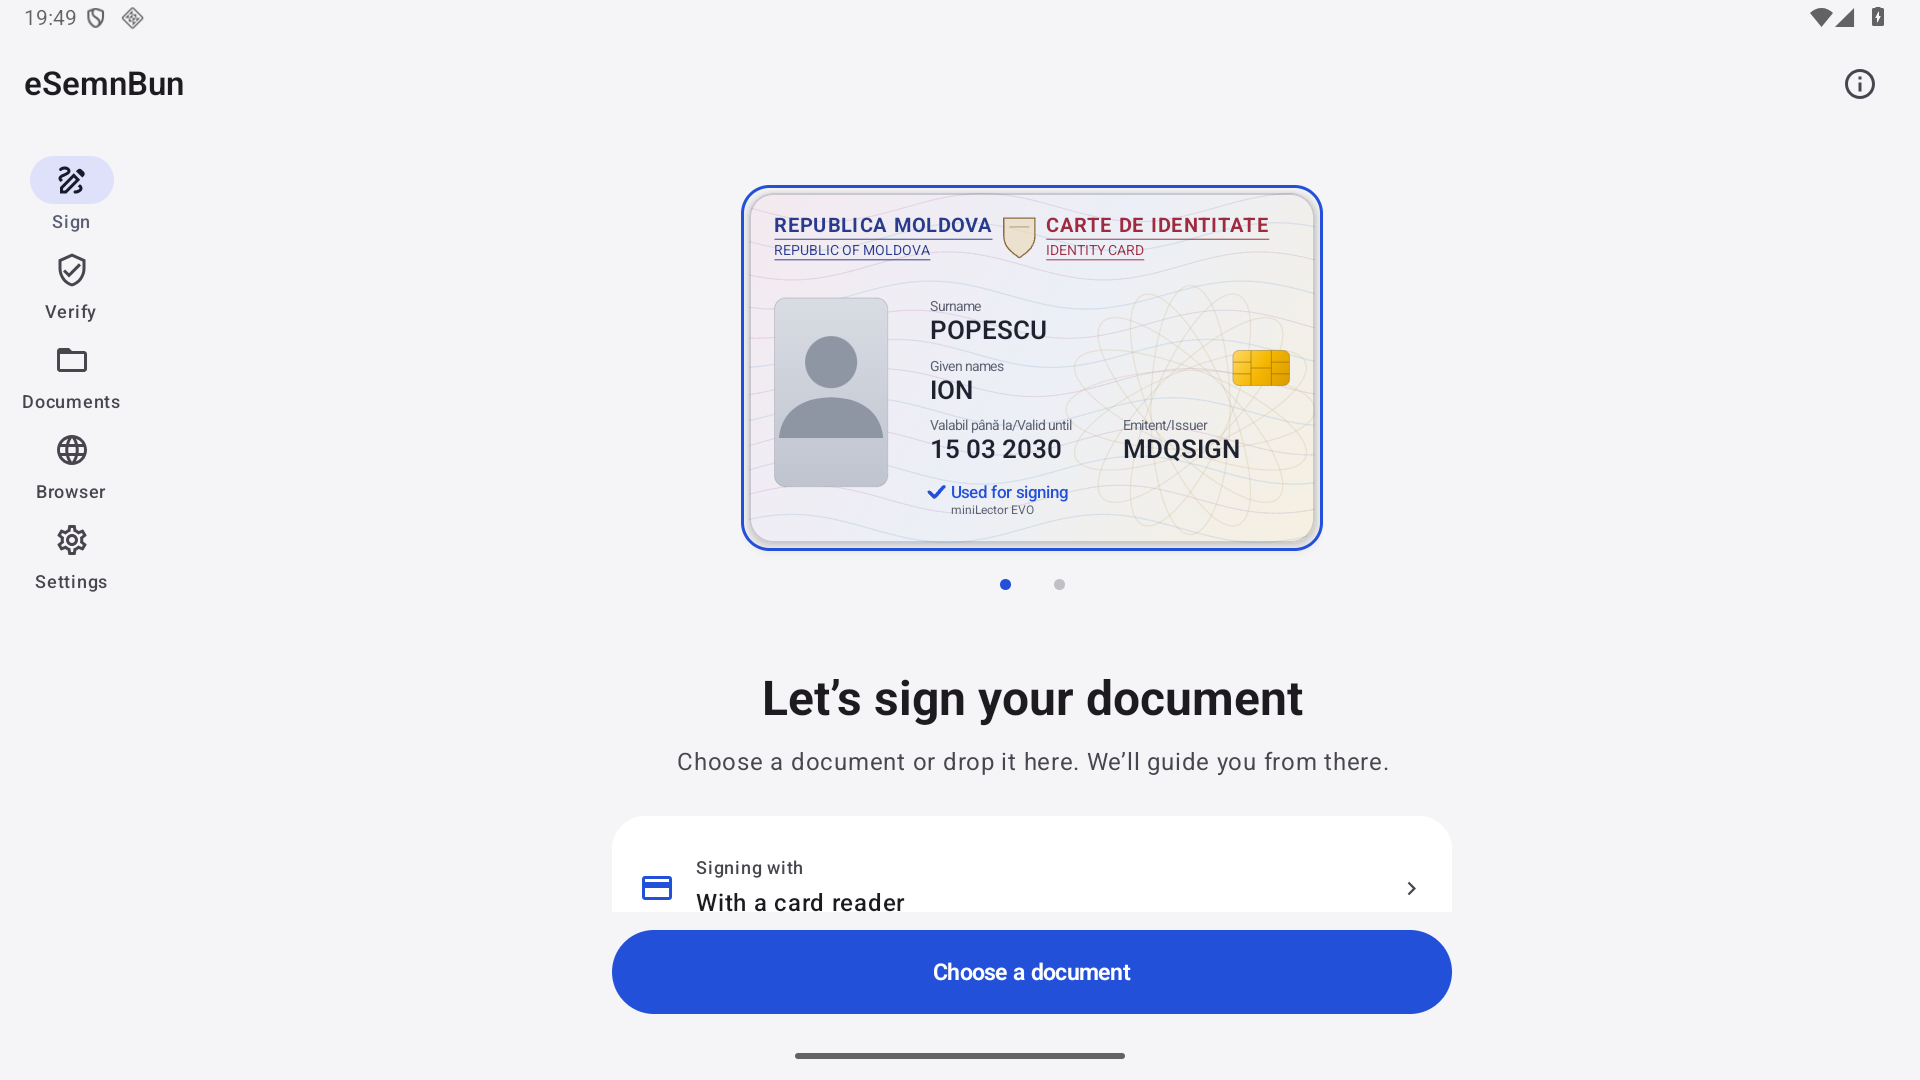 19:49
eSemnBun
Sign
Verify
Documents
Browser
Settings
REPUBLICA MOLDOVA
REPUBLIC OF MOLDOVA
CARTE DE IDENTITATE
IDENTITY CARD
Surname
POPESCU
Given names
ION
Valabil până la/Valid until
15 03 2030
Emitent/Issuer
MDQSIGN
Used for signing
miniLector EVO
Let’s sign your document
Choose a document or drop it here. We’ll guide you from there.
Signing with
With a card reader
Choose a document